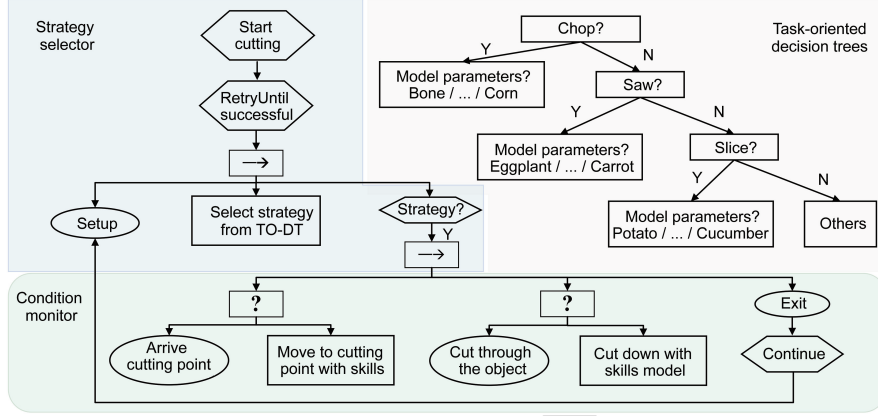 Strategy
selector
Start
cutting
RetryUntil
successful
→
Setup
Select strategy
from TO-DT
Strategy?
Y
→
Task-oriented
decision trees
Chop?
Y
N
Model parameters?
Bone / ... / Corn
Saw?
Y
N
Model parameters?
Eggplant / ... / Carrot
Slice?
Y
N
Model parameters?
Potato / ... / Cucumber
Others
Condition
monitor
?
?
Exit
Arrive
cutting point
Move to cutting
point with skills
Cut through
the object
Cut down with
skills model
Continue